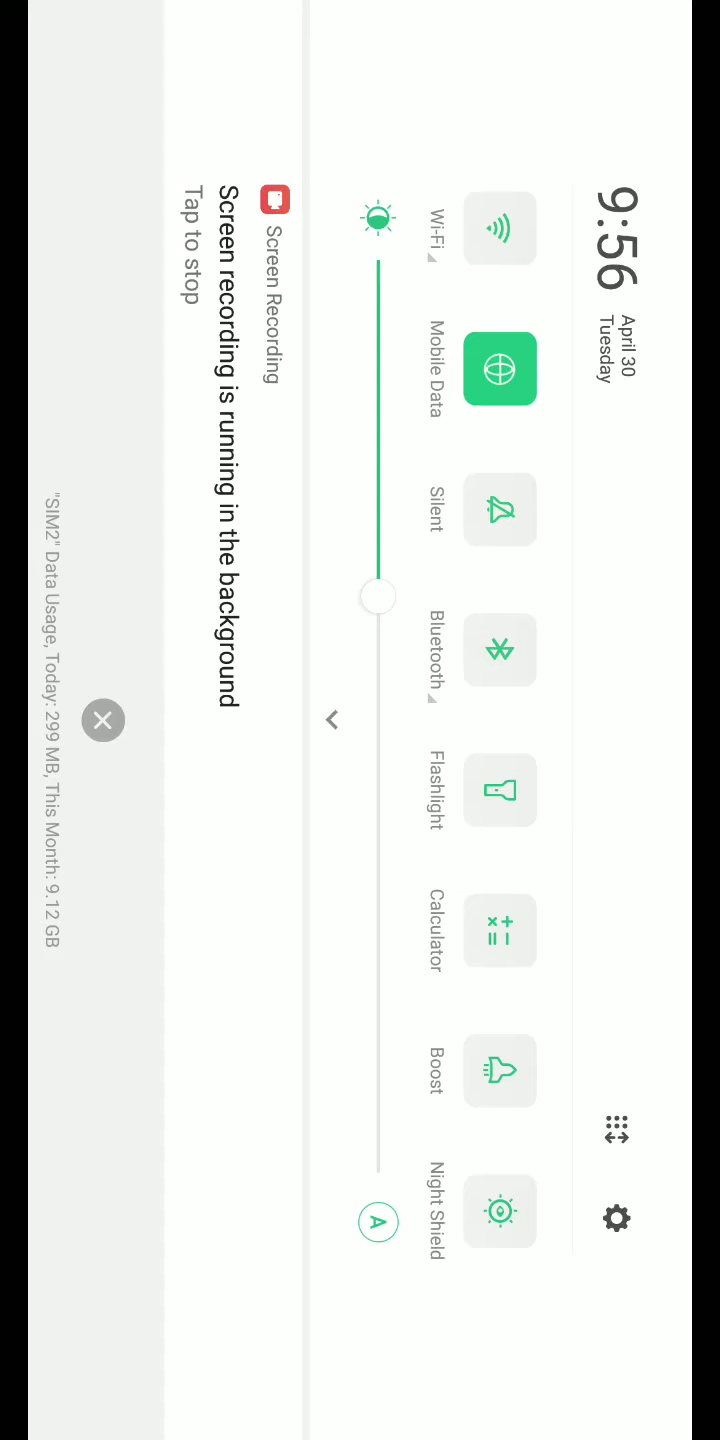 9:56
April 30
Tuesday
Wi-Fi
Mobile Data
Silent
Bluetooth
Flashlight
Calculator
Boost
Night Shield
A
Screen Recording
Screen recording is running in the background
Tap to stop
"SIM2" Data Usage, Today: 299 MB, This Month: 9.12 GB